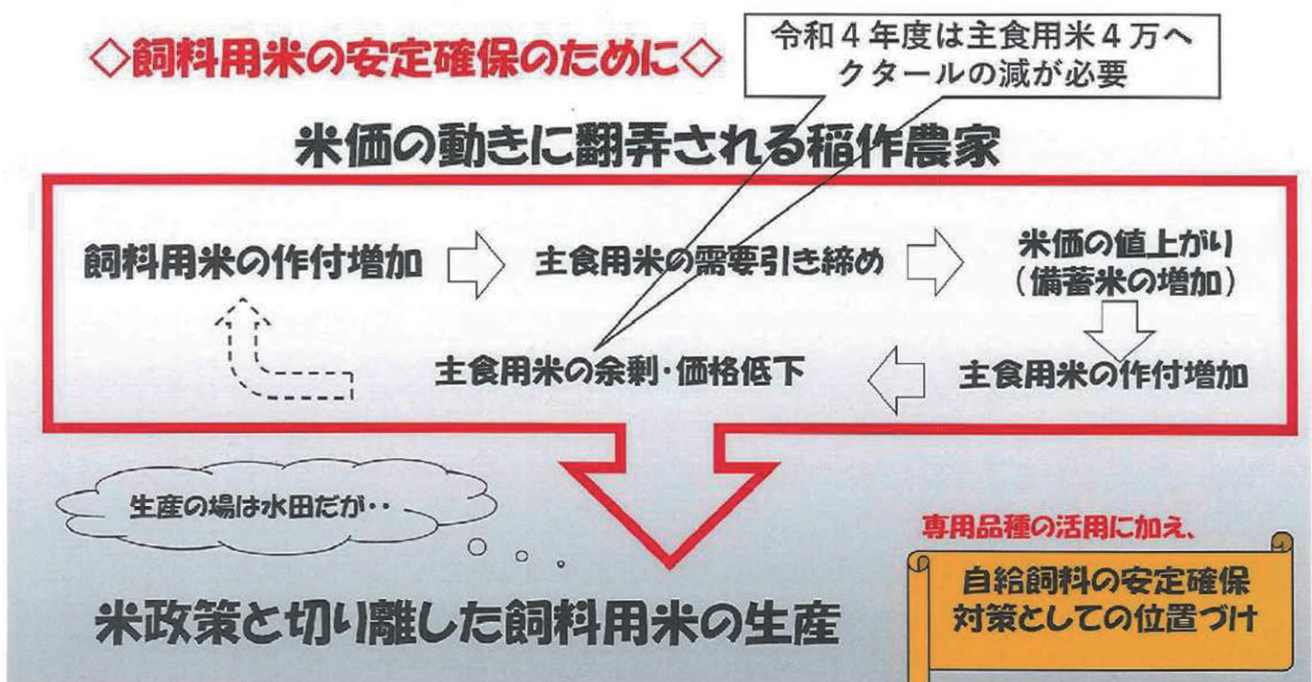 ◇飼料用米の安定確保のために◇
令和4年度は主食用米4万へ
クタールの減が必要
米価の動きに翻弄される稲作農家
飼料用米の作付増加
主食用米の需要引き締め
米価の値上がり
(備蓄米の増加)
主食用米の作付増加
主食用米の余剰・価格低下
生産の場は水田だが‥
専用品種の活用に加え、
自給飼料の安定確保
対策としての位置づけ
米政策と切り離した飼料用米の生産